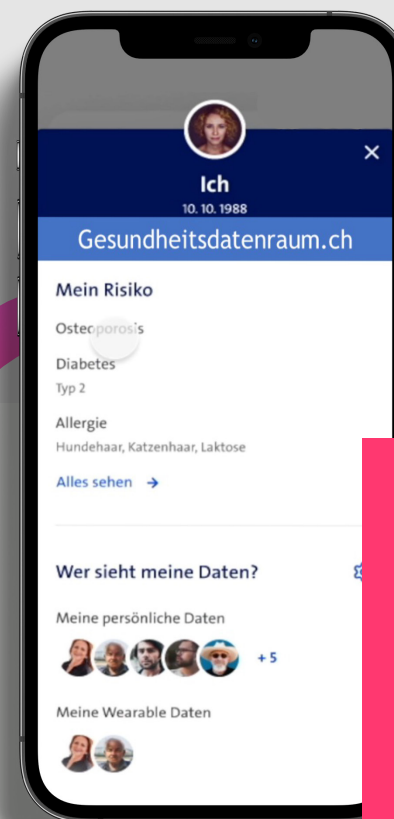 Ich
10. 10. 1988
Gesundheitsdatenraum.ch
Mein Risiko
Osteoporosis
Diabetes
Typ 2
Allergie
Hundehaar, Katzenhaar, Laktose
Alles sehen →
Wer sieht meine Daten?
Meine persönliche Daten
+ 5
Meine Wearable Daten